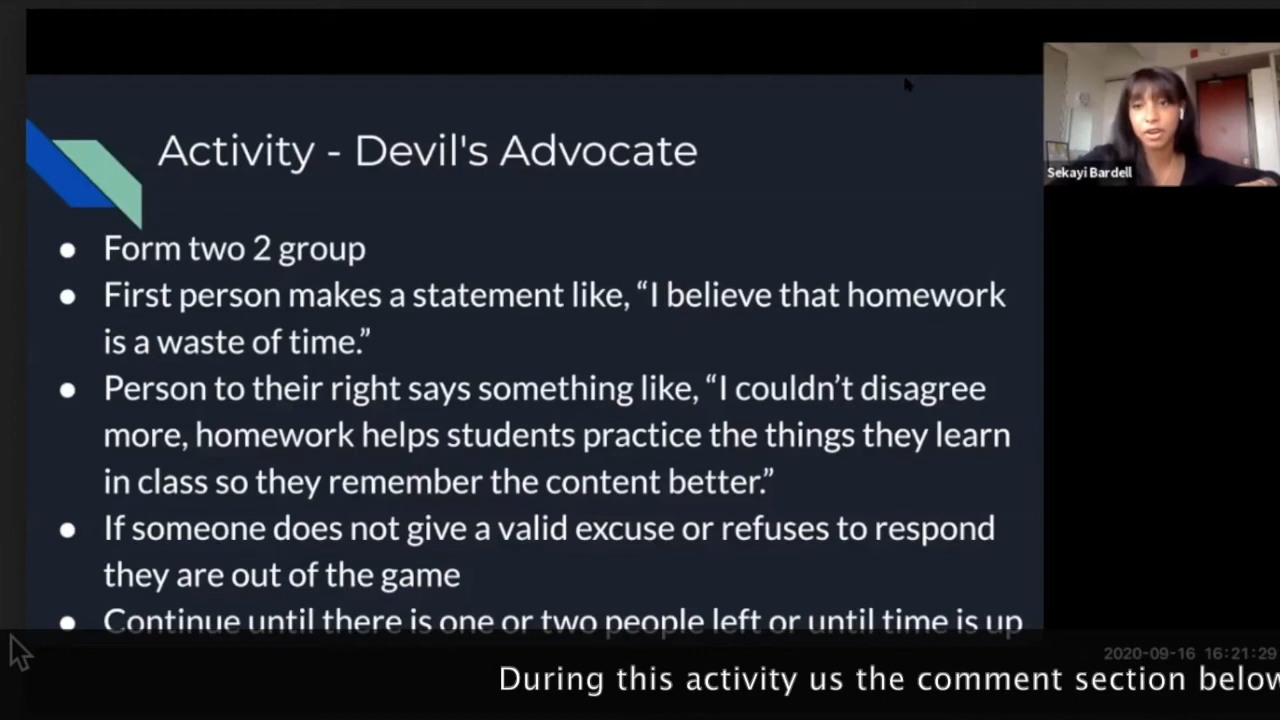 Activity - Devil's Advocate
Sekayi Bardell
● Form two 2 group
● First person makes a statement like, “I believe that homework
is a waste of time.”
● Person to their right says something like, “I couldn’t disagree
more, homework helps students practice the things they learn
in class so they remember the content better.”
● If someone does not give a valid excuse or refuses to respond
they are out of the game
● Continue until there is one or two people left or until time is up
2020-09-16 16:21:29
During this activity us the comment section below